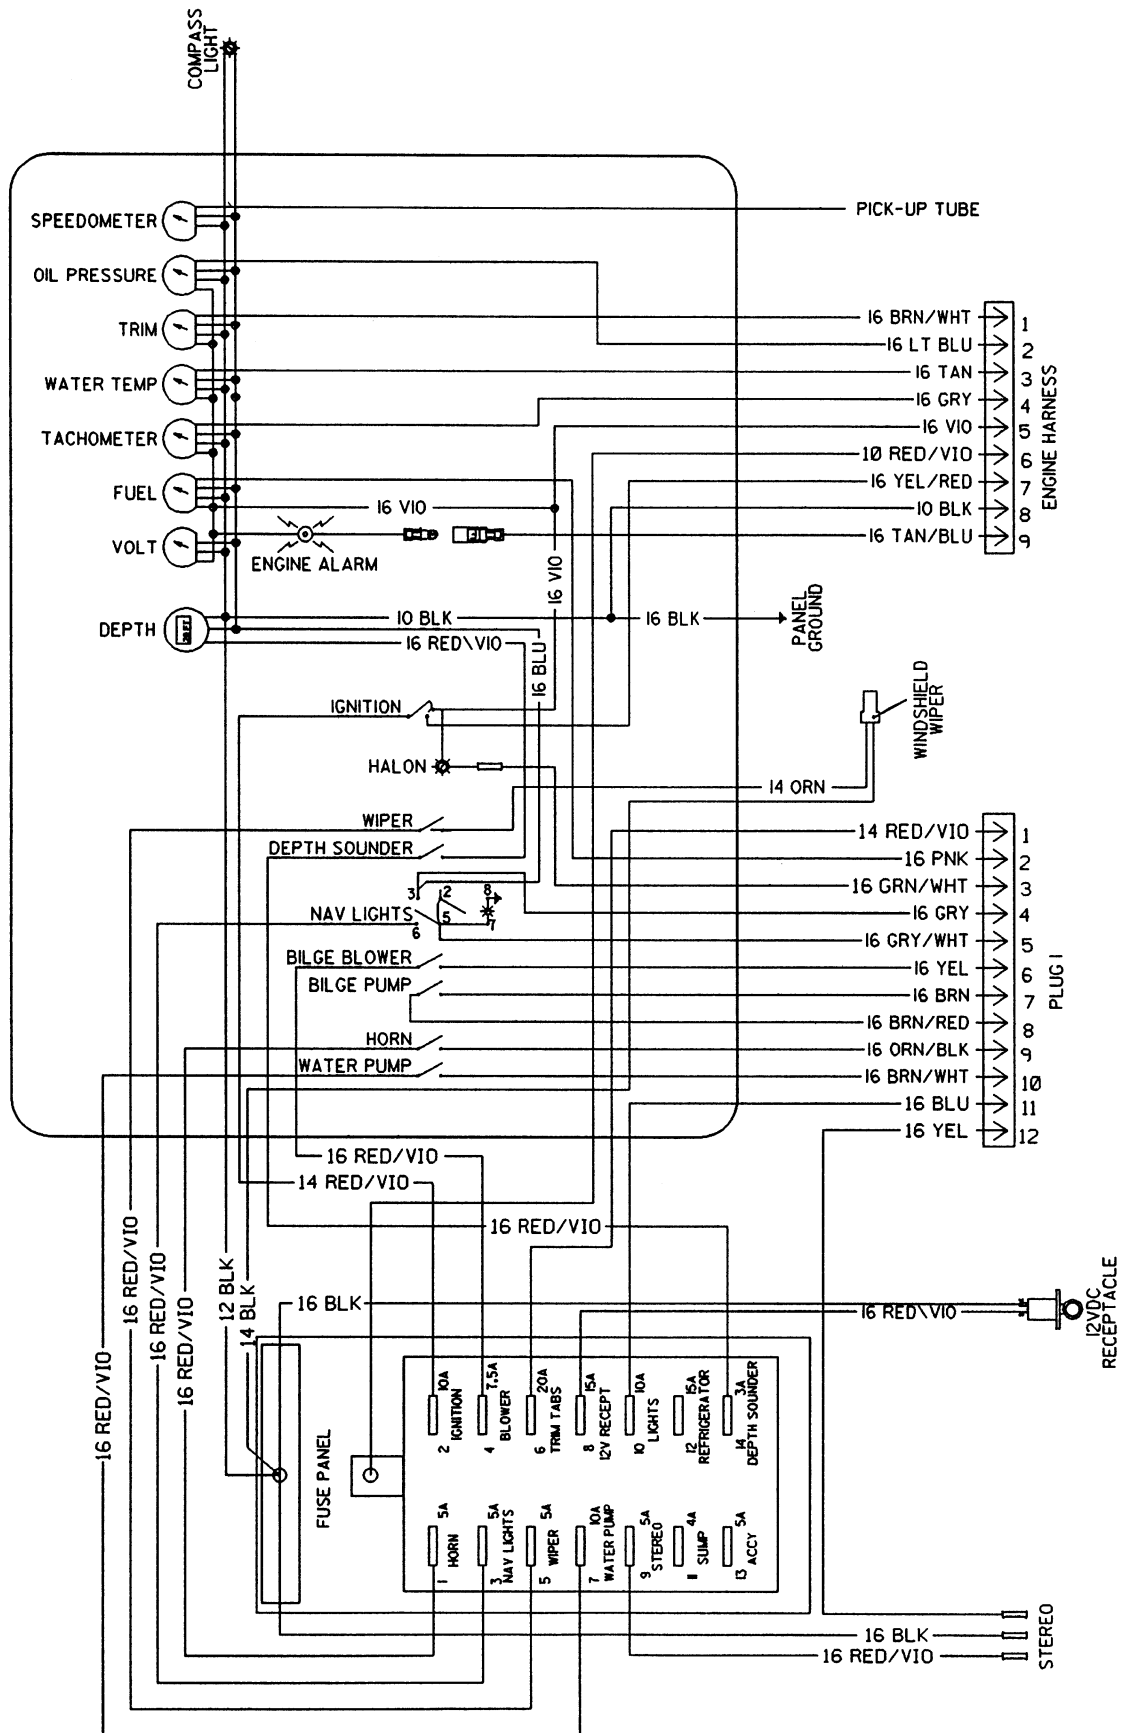 COMPASS
LIGHT
SPEEDOMETER
PICK-UP TUBE
OIL PRESSURE
TRIM
16 BRN/WHT
1
16 LT BLU
2
WATER TEMP
16 TAN
3
16 GRY
4
TACHOMETER
16 VIO
5
10 RED/VIO
6
FUEL
16 YEL/RED
7
16 VIO
10 BLK
8
VOLT
16 TAN/BLU
9
ENGINE HARNESS
ENGINE ALARM
16 VIO
DEPTH
10 BLK
16 BLK
PANEL
GROUND
16 RED\VIO
16 BLU
IGNITION
WINDSHIELD
WIPER
HALON
14 ORN
WIPER
14 RED/VIO
1
DEPTH SOUNDER
16 PNK
2
16 GRN/WHT
3
3
2
8
NAV LIGHTS
6
5
7
16 GRY
4
16 GRY/WHT
5
BILGE BLOWER
16 YEL
6
BILGE PUMP
16 BRN
7
16 BRN/RED
8
HORN
16 ORN/BLK
9
WATER PUMP
16 BRN/WHT
10
16 BLU
11
16 YEL
12
PLUG 1
16 RED/VIO
14 RED/VIO
16 RED/VIO
16 RED/VIO
16 RED/VIO
16 RED/VIO
16 RED/VIO
12 BLK
14 BLK
16 BLK
16 RED\VIO
12VDC
RECEPTACLE
FUSE PANEL
2 IGNITION 10A
4 BLOWER 7.5A
6 TRIM TABS 20A
8 12V RECEPT 15A
10 LIGHTS 10A
12 REFRIGERATOR 15A
14 DEPTH SOUNDER 3A
1 HORN 5A
3 NAV LIGHTS 5A
5 WIPER 5A
7 WATER PUMP 10A
9 STEREO 5A
11 SUMP 4A
13 ACCY 5A
16 BLK
16 RED/VIO
STEREO